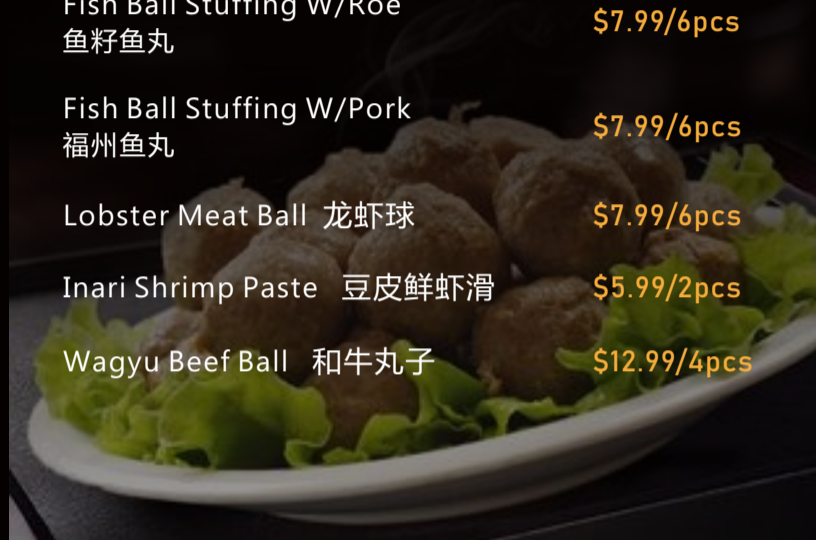 Fish Ball Stuffing W/Roe $7.99/6pcs
鱼籽鱼丸
Fish Ball Stuffing W/Pork $7.99/6pcs
福州鱼丸
Lobster Meat Ball 龙虾球 $7.99/6pcs
Inari Shrimp Paste 豆皮鲜虾滑 $5.99/2pcs
Wagyu Beef Ball 和牛丸子 $12.99/4pcs